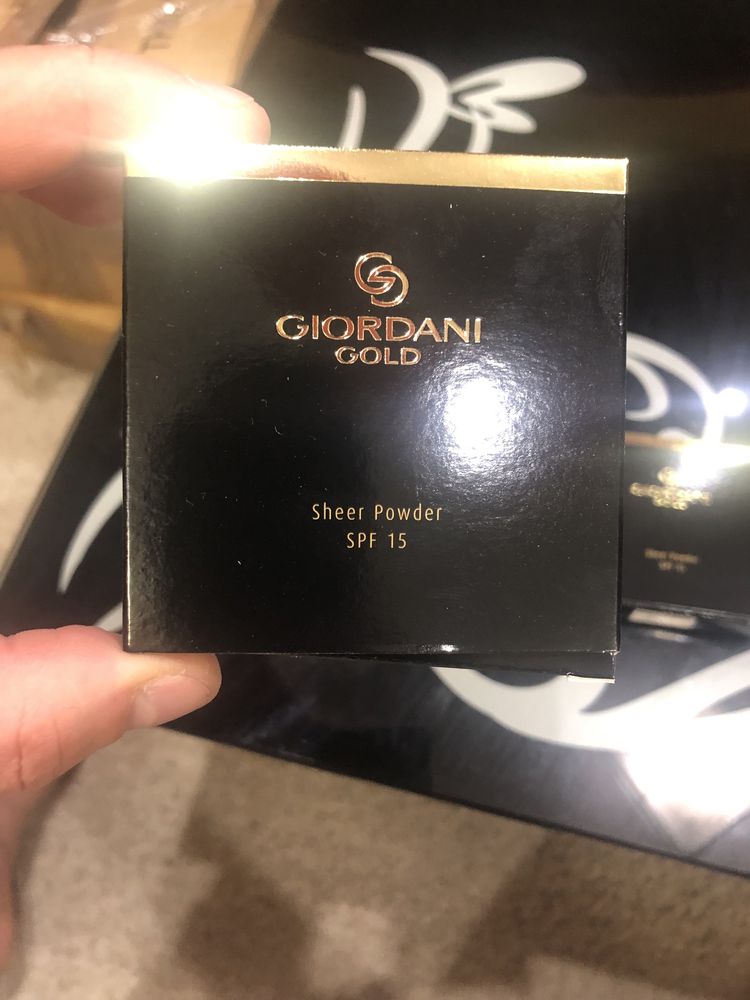 GIORDANI
GOLD
Sheer Powder
SPF 15